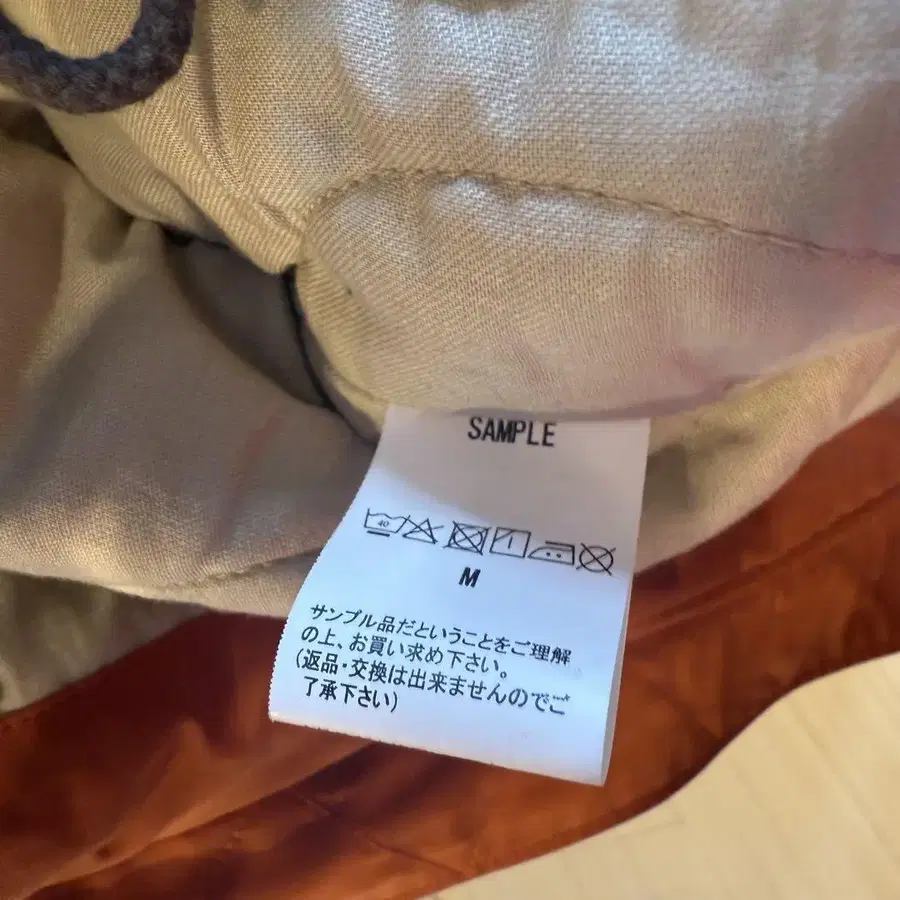 SAMPLE
40
M
サンプル品だということをご理解
の上、お買い求め下さい。
(返品・交換は出来ませんのでご
了承下さい)